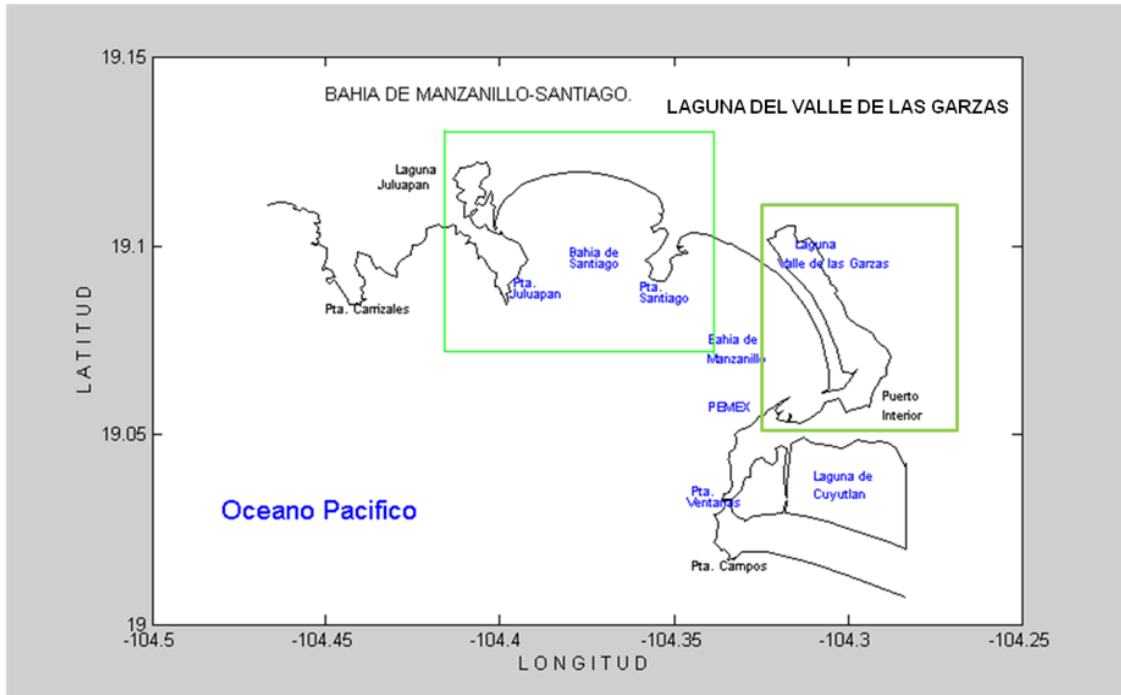 19.15
BAHIA DE MANZANILLO-SANTIAGO.
LAGUNA DEL VALLE DE LAS GARZAS
Laguna
Juluapan
19.1
Bahia de
Santiago
Laguna
Valle de las Garzas
Pta.
Juluapan
Pta.
Santiago
Pta. Carrizales
LATITUD
Bahia de
Manzanillo
PEMEX
Puerto
Interior
19.05
Laguna de
Cuyutlan
Pta.
Ventanas
Oceano Pacifico
Pta. Campos
19
-104.5
-104.45
-104.4
-104.35
-104.3
-104.25
LONGITUD